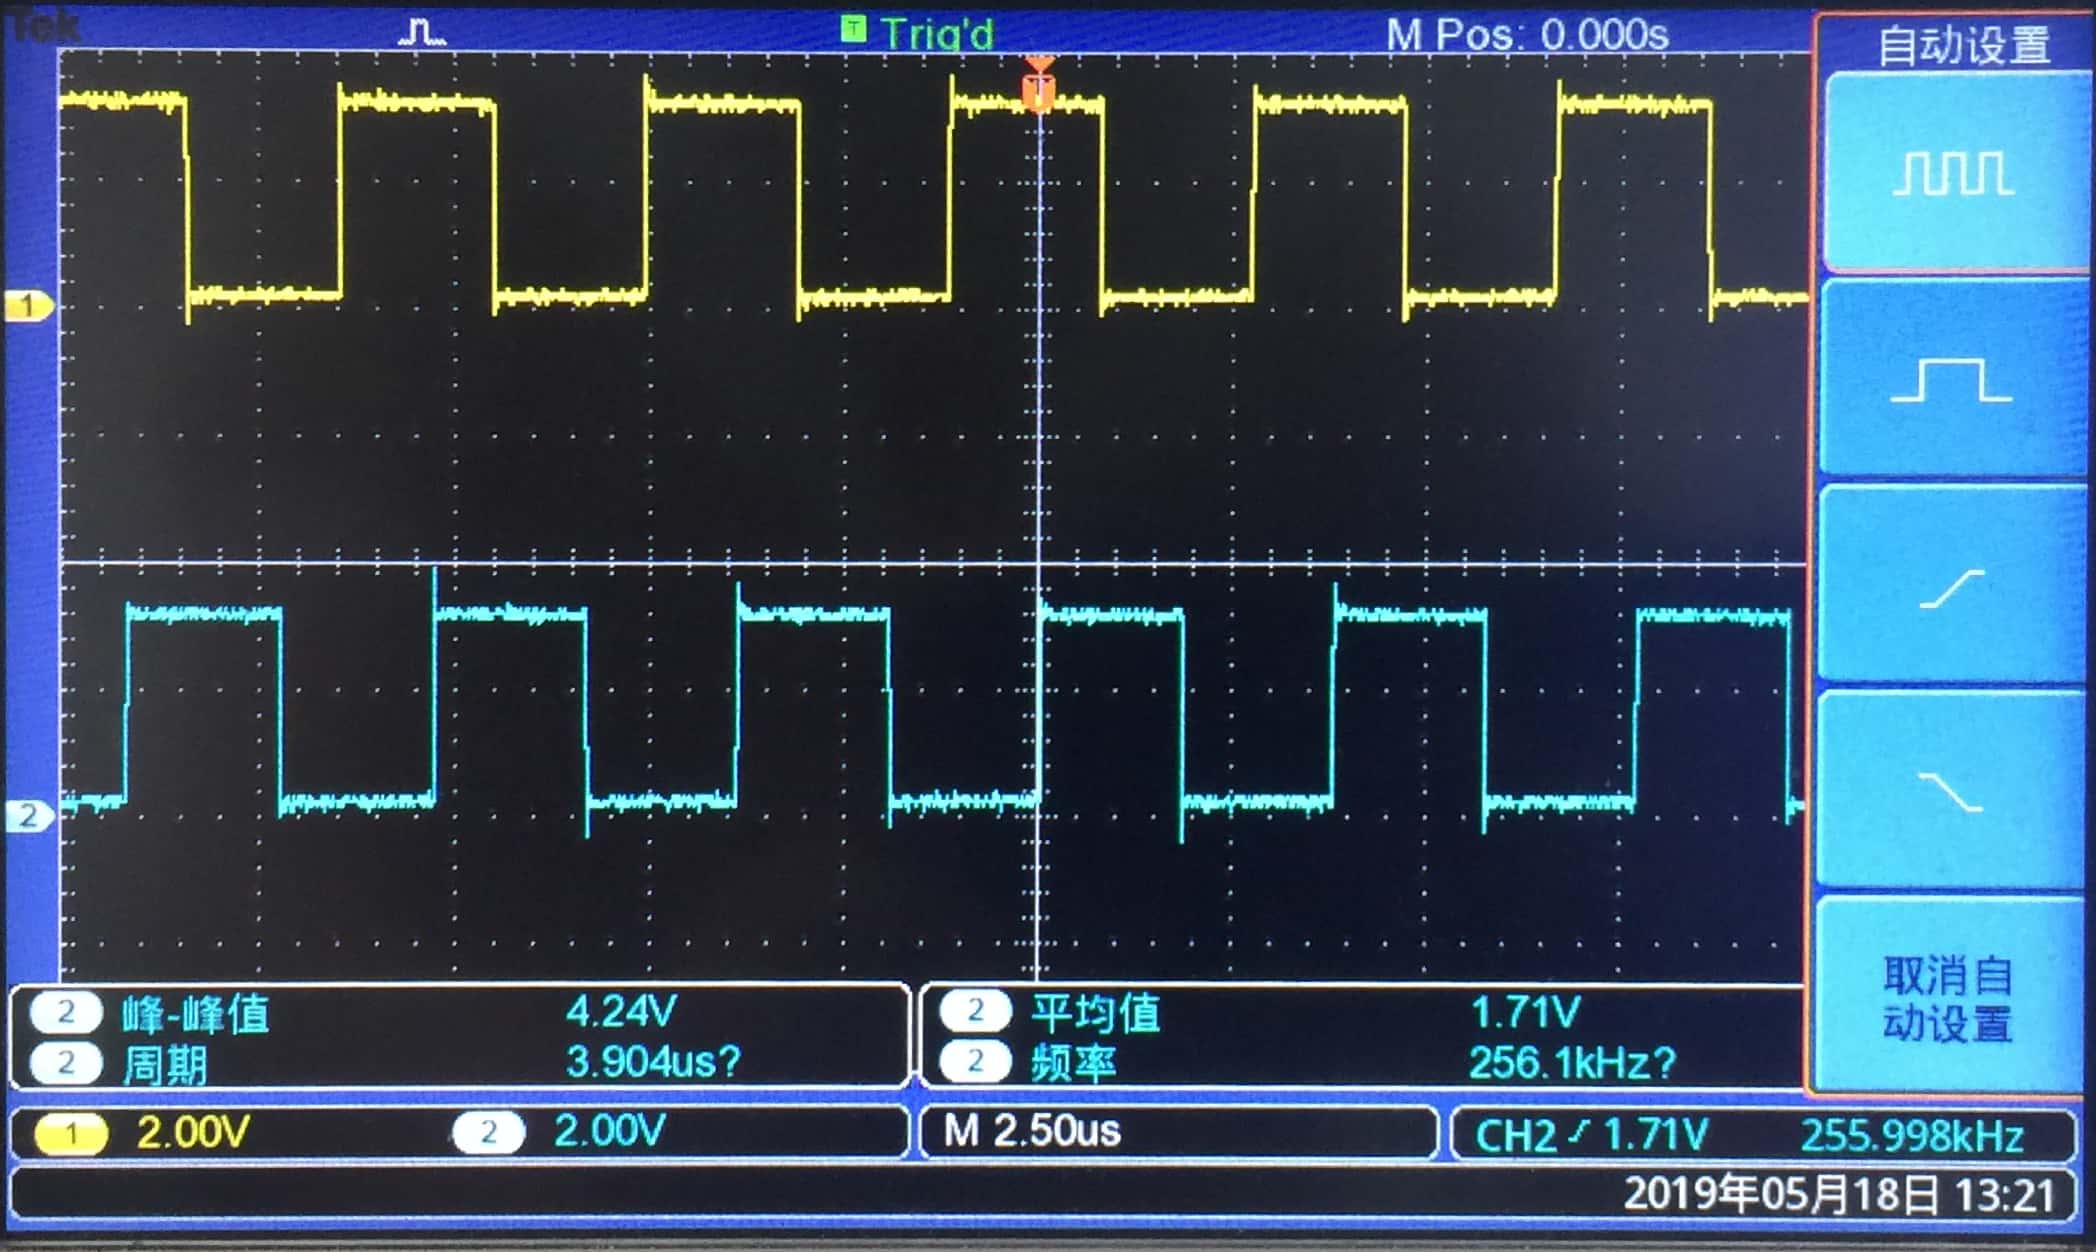 Tek
T Trig'd
M Pos: 0.000s
自动设置
T
1
2
取消自
动设置
2 峰-峰值 4.24V
2 平均值 1.71V
2 周期 3.904us?
2 频率 256.1kHz?
1 2.00V
2 2.00V
M 2.50us
CH2 1.71V 255.998kHz
2019年05月18日 13:21